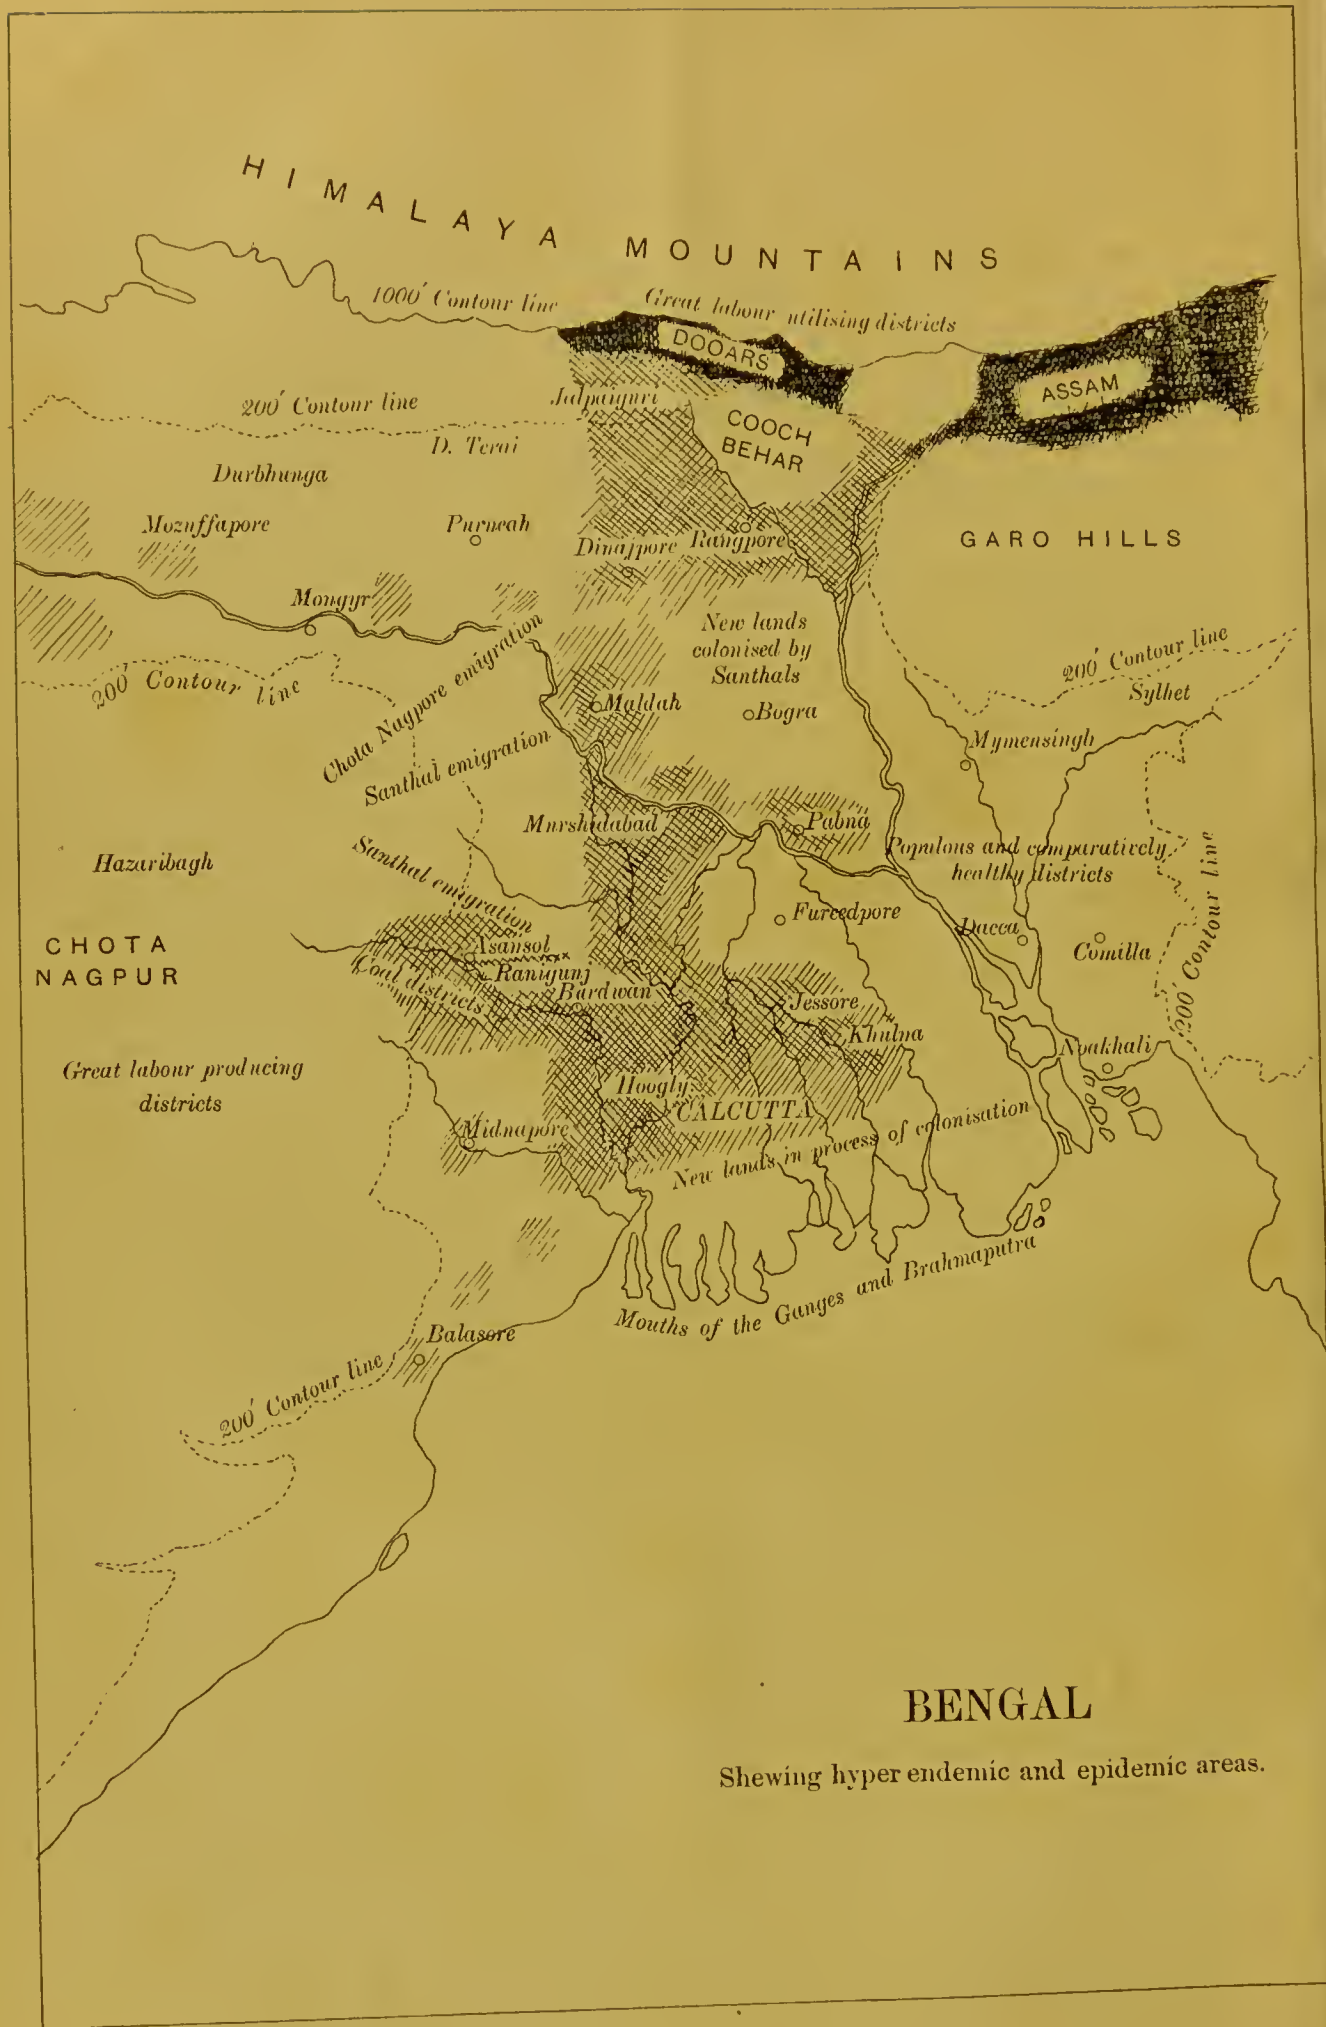 HIMALAYA MOUNTAINS
1000' Contour line
Great labour utilising districts
DOOARS
ASSAM
Jalpaiguri
200' Contour line
COOCH
BEHAR
D. Terai
Durbhunga
Mozuffapore
Purneah
Dinajpore
Rangpore
GARO HILLS
Mongyr
New lands
colonised by
Santhals
200' Contour line
200' Contour line
Sylhet
Chota Nagpore emigration
Maldah
Bogra
Santhal emigration
Mymensingh
Murshidabad
Pabna
Populous and comparatively
healthy districts
Hazaribagh
Santhal emigration
200' Contour line
Fureedpore
Dacca
Comilla
CHOTA
NAGPUR
Asansol
Ranigunj
Coal districts
Burdwan
Jessore
Khulna
Noakhali
Great labour producing
districts
Hoogly
CALCUTTA
Midnapore
New lands in process of colonisation
Mouths of the Ganges and Brahmaputra
Balasore
200' Contour line
BENGAL
Shewing hyper endemic and epidemic areas.